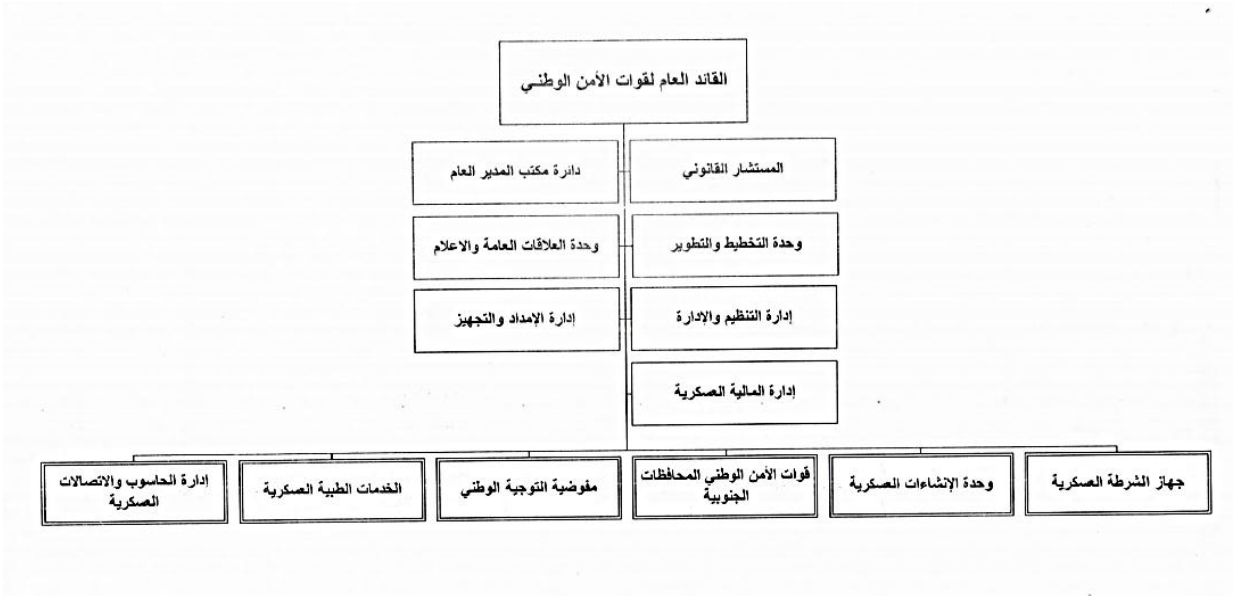 القائد العام لقوات الأمن الوطني
المستشار القانوني
دائرة مكتب المدير العام
وحدة التخطيط والتطوير
وحدة العلاقات العامة والاعلام
إدارة التنظيم والإدارة
إدارة الإمداد والتجهيز
إدارة المالية العسكرية
جهاز الشرطة العسكرية
وحدة الإنشاءات العسكرية
قوات الأمن الوطني المحافظات
الجنوبية
مفوضية التوجية الوطني
الخدمات الطبية العسكرية
إدارة الحاسوب والاتصالات
العسكرية